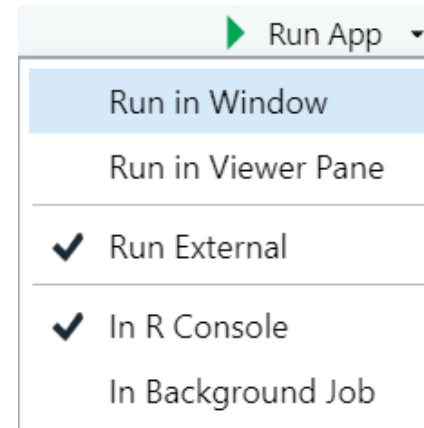 Run App
Run in Window
Run in Viewer Pane
Run External
In R Console
In Background Job